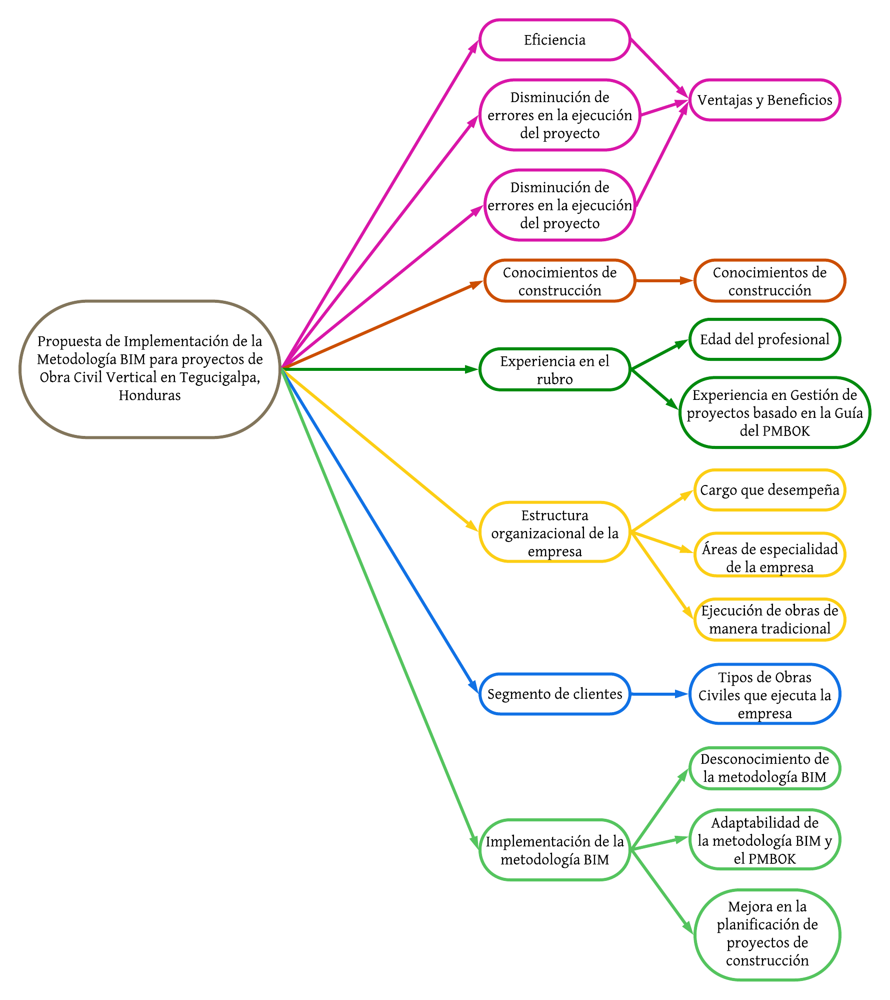 Propuesta de Implementación de la
Metodología BIM para proyectos de
Obra Civil Vertical en Tegucigalpa,
Honduras
Eficiencia
Disminución de
errores en la ejecución
del proyecto
Ventajas y Beneficios
Disminución de
errores en la ejecución
del proyecto
Conocimientos de
construcción
Conocimientos de
construcción
Experiencia en el
rubro
Edad del profesional
Experiencia en Gestión de
proyectos basado en la Guía
del PMBOK
Estructura
organizacional de la
empresa
Cargo que desempeña
Áreas de especialidad
de la empresa
Ejecución de obras de
manera tradicional
Segmento de clientes
Tipos de Obras
Civiles que ejecuta la
empresa
Implementación de la
metodología BIM
Desconocimiento de
la metodología BIM
Adaptabilidad de
la metodología BIM y
el PMBOK
Mejora en la
planificación de
proyectos de
construcción